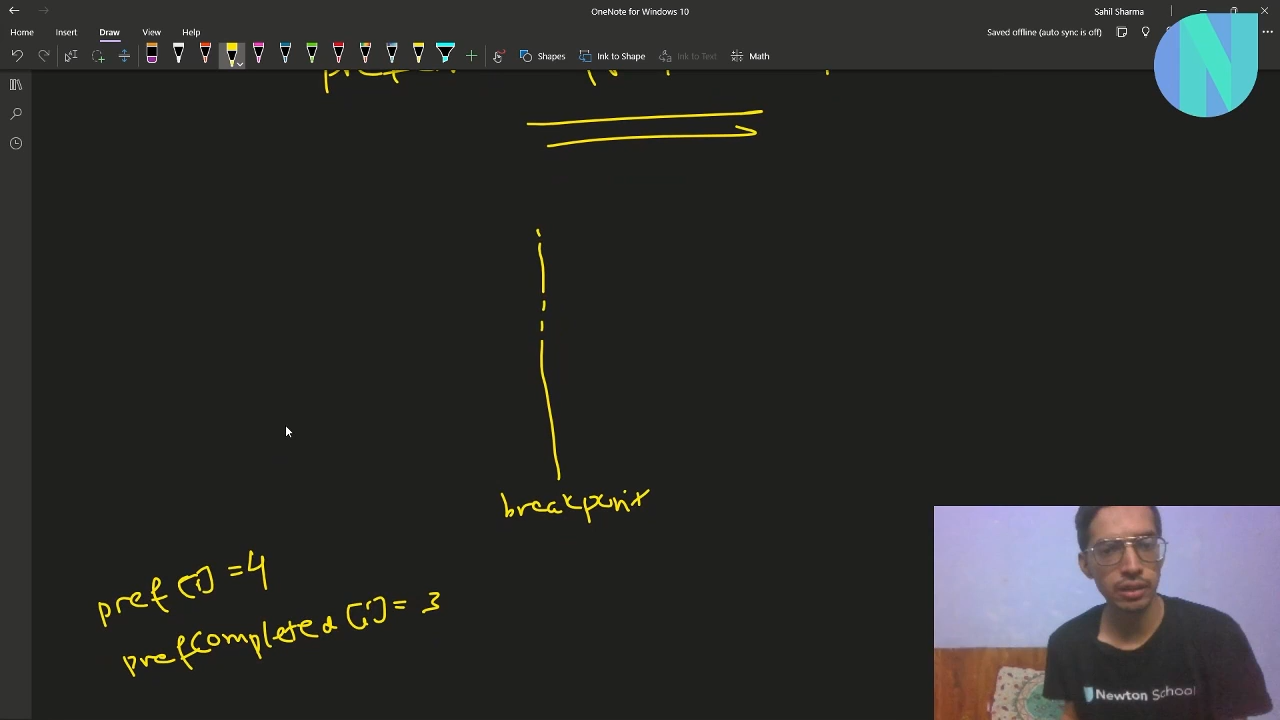 OneNote for Windows 10
Sahil Sharma
Home Insert Draw View Help
Saved offline (auto sync is off)
Shapes Ink to Shape Ink to Text Math
breakpoint
pref[i] = 4
prefcompleted[i] = 3
Newton School